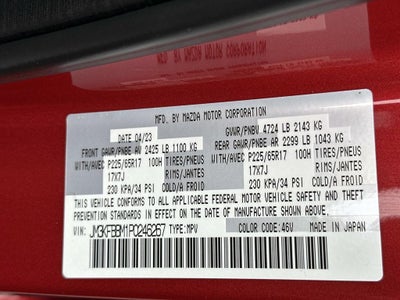 MFD. BY MAZDA MOTOR CORPORATION
DATE 04/23 GVWR/PNBV 4724 LB 2143 KG
FRONT GAWR/PNBE AV 2425 LB 1100 KG REAR GAWR/PNBE AR 2299 LB 1043 KG
WITH/AVEC P225/65R17 100H TIRES/PNEUS WITH/AVEC P225/65R17 100H TIRES/PNEUS
17X7J 17X7J
230 KPA/34 PSI COLD/A FROID 230 KPA/34 PSI COLD/A FROID
THIS VEHICLE CONFORMS TO ALL APPLICABLE FEDERAL MOTOR VEHICLE SAFETY AND THEFT
PREVENTION STANDARDS IN EFFECT ON THE DATE OF MANUFACTURE SHOWN ABOVE.
VIN: JM3KFBBM1P0246267 TYPE:MPV COLOR CODE:46V MADE IN JAPAN